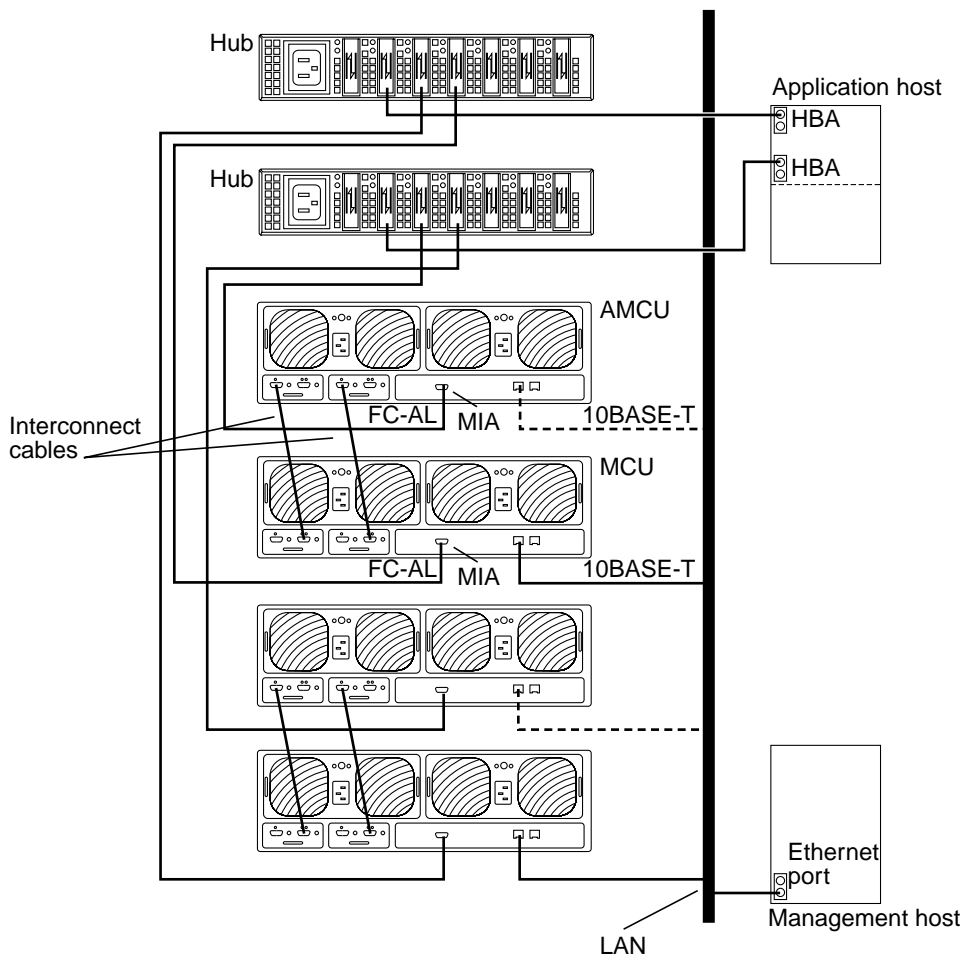 Hub
Application host
HBA
Hub
HBA
AMCU
FC-AL
MIA
10BASE-T
Interconnect
cables
MCU
FC-AL
MIA
10BASE-T
Ethernet
port
Management host
LAN